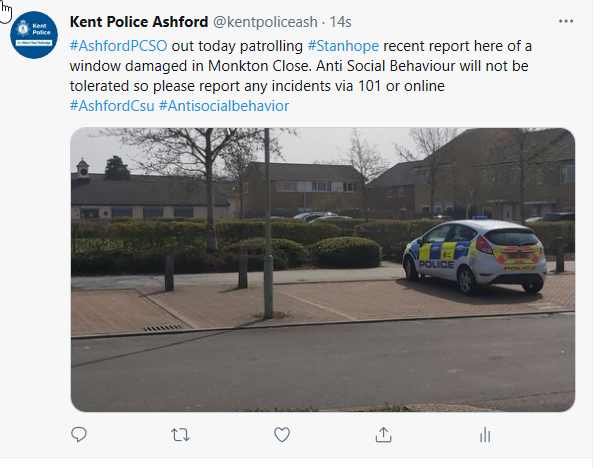 Kent Police Ashford @kentpoliceash · 14s
#AshfordPCSO out today patrolling #Stanhope recent report here of a
window damaged in Monkton Close. Anti Social Behaviour will not be
tolerated so please report any incidents via 101 or online
#AshfordCsu #Antisocialbehavior
Kent
Police
POLICE
POLICE